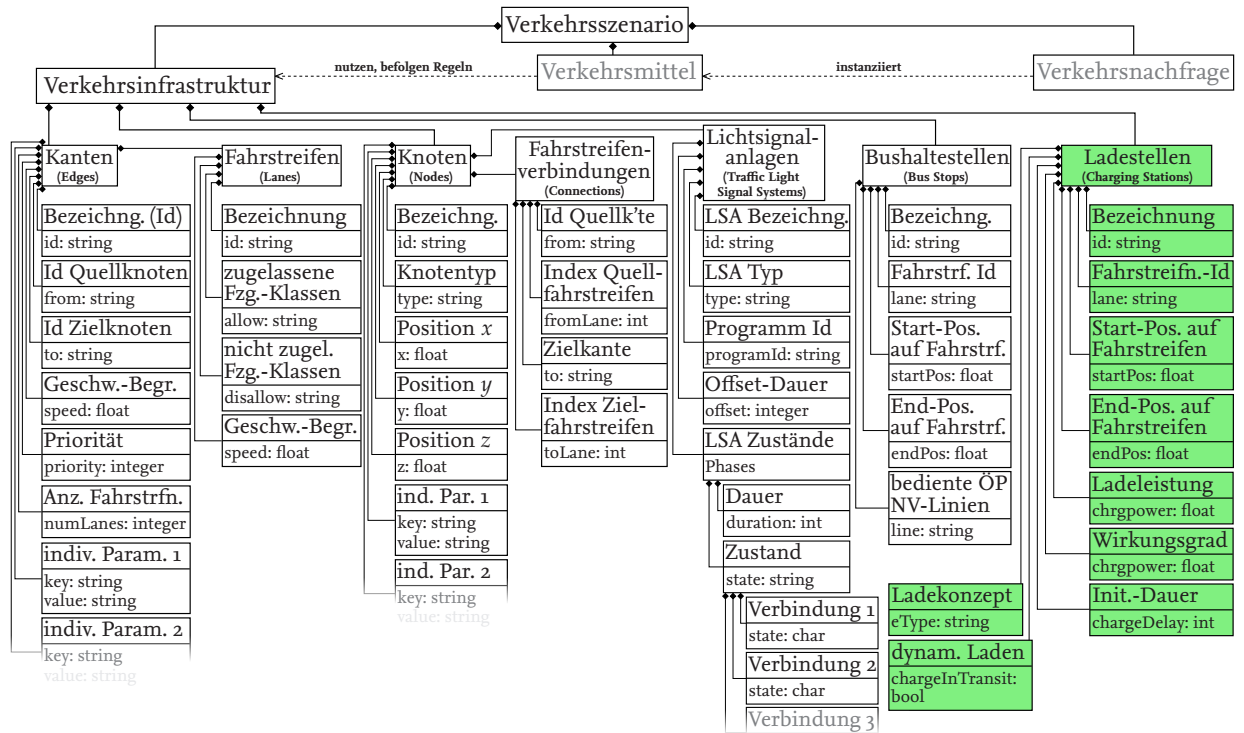 Verkehrsszenario
nutzen, befolgen Regeln
Verkehrsmittel
instanziiert
Verkehrsnachfrage
Verkehrsinfrastruktur
Kanten
(Edges)
Bezeichng. (Id)
id: string
Id Quellknoten
from: string
Id Zielknoten
to: string
Geschw.-Begr.
speed: float
Priorität
priority: integer
Anz. Fahrstrfn.
numLanes: integer
indiv. Param. 1
key: string
value: string
indiv. Param. 2
key: string
value: string
Fahrstreifen
(Lanes)
Bezeichnung
id: string
zugelassene
Fzg.-Klassen
allow: string
nicht zugel.
Fzg.-Klassen
disallow: string
Geschw.-Begr.
speed: float
Knoten
(Nodes)
Bezeichng.
id: string
Knotentyp
type: string
Position x
x: float
Position y
y: float
Position z
z: float
ind. Par. 1
key: string
value: string
ind. Par. 2
key: string
value: string
Fahrstreifen-
verbindungen
(Connections)
Id Quellk'te
from: string
Index Quell-
fahrstreifen
fromLane: int
Zielkante
to: string
Index Ziel-
fahrstreifen
toLane: int
Lichtsignal-
anlagen
(Traffic Light
Signal Systems)
LSA Bezeichng.
id: string
LSA Typ
type: string
Programm Id
programId: string
Offset-Dauer
offset: integer
LSA Zustände
Phases
Dauer
duration: int
Zustand
state: string
Verbindung 1
state: char
Verbindung 2
state: char
Verbindung 3
Bushaltestellen
(Bus Stops)
Bezeichng.
id: string
Fahrstrf. Id
lane: string
Start-Pos.
auf Fahrstrf.
startPos: float
End-Pos.
auf Fahrstrf.
endPos: float
bediente ÖP
NV-Linien
line: string
Ladestellen
(Charging Stations)
Bezeichnung
id: string
Fahrstreifn.-Id
lane: string
Start-Pos. auf
Fahrstreifen
startPos: float
End-Pos. auf
Fahrstreifen
endPos: float
Ladeleistung
chrgpower: float
Wirkungsgrad
chrgpower: float
Init.-Dauer
chargeDelay: int
Ladekonzept
eType: string
dynam. Laden
chargeInTransit:
bool